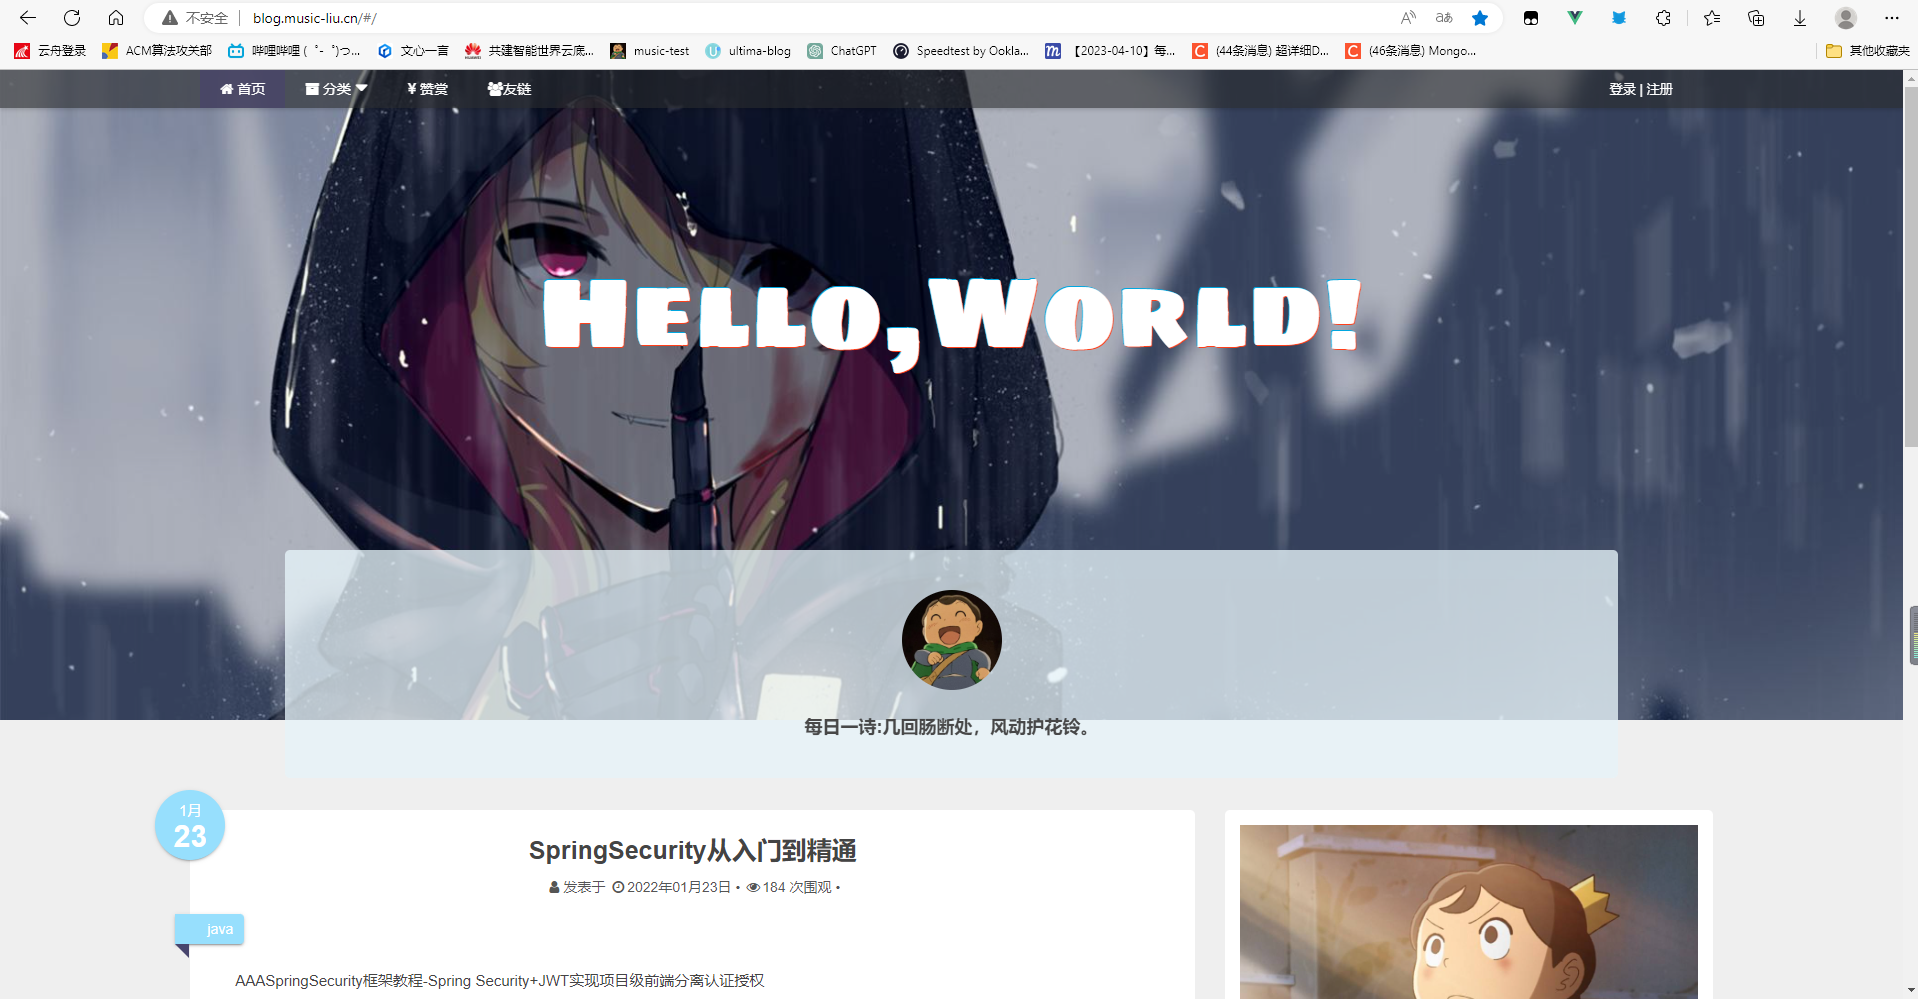 不安全 blog.music-liu.cn/#/
云舟登录 ACM算法攻关部 哔哩哔哩 ( ゜- ゜)つ... 文心一言 共建智能世界云底... music-test ultima-blog ChatGPT Speedtest by Ookla... 【2023-04-10】每... (44条消息) 超详细D... (46条消息) Mongo... 其他收藏夹
首页 分类 ¥ 赞赏 友链 登录 | 注册
Hello,World!
每日一诗:几回肠断处，风动护花铃。
1月
23
SpringSecurity从入门到精通
发表于 2022年01月23日 • 184 次围观 •
java
AAASpringSecurity框架教程-Spring Security+JWT实现项目级前端分离认证授权